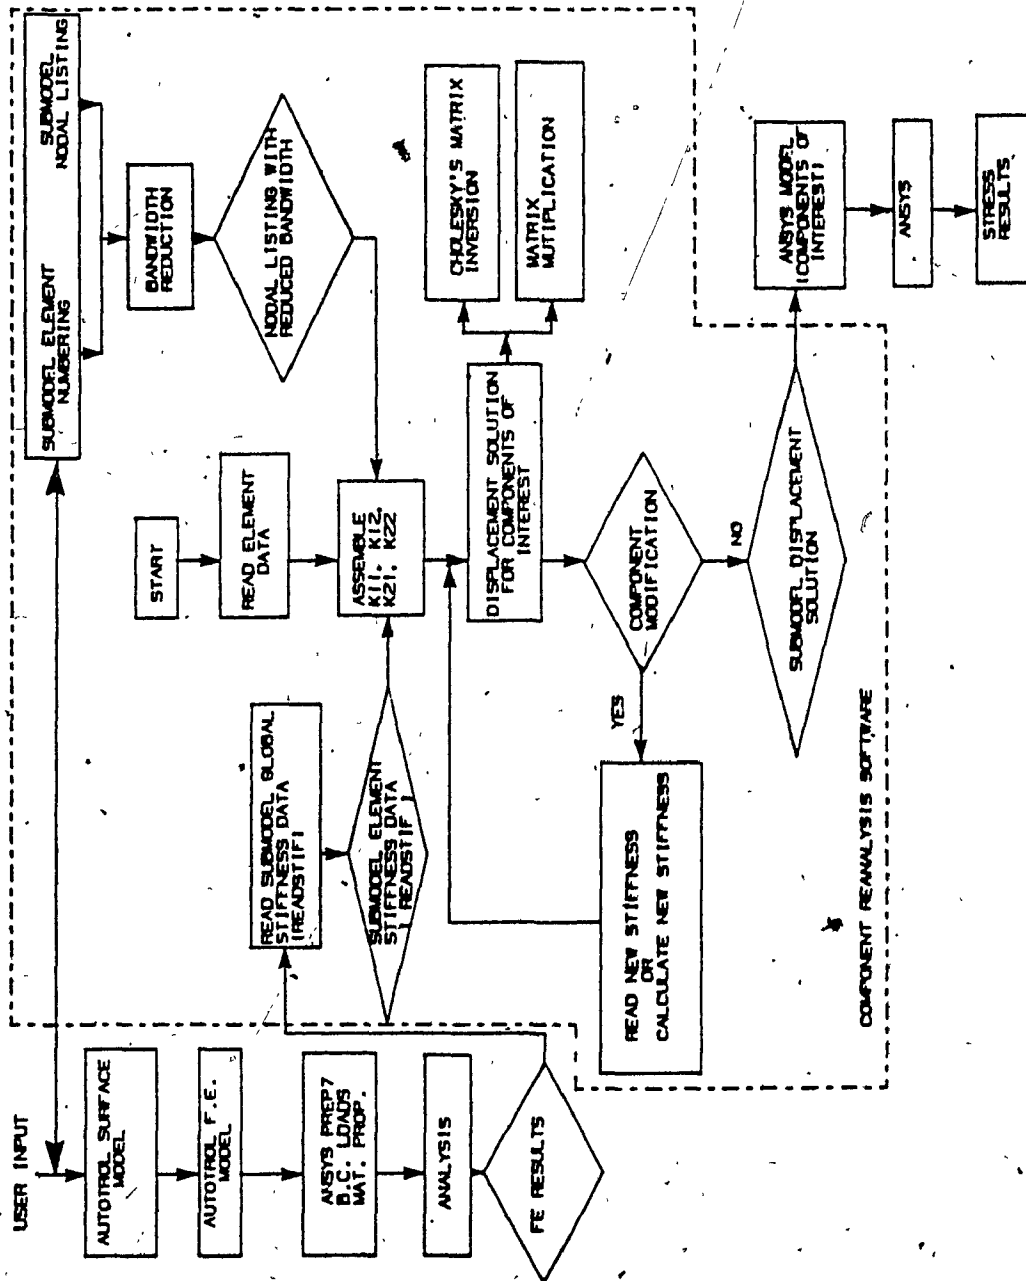 USER INPUT
AUTOTROL SURFACE
MODEL
AUTOTROL F.E.
MODEL
ANSYS PREP7
B.C. LOADS
MAT. PROP.
ANALYSIS
FE RESULTS
SUBMODEL ELEMENT
NUMBERING
SUBMODEL
NODAL LISTING
BANDWIDTH
REDUCTION
NODAL LISTING WITH
REDUCED BANDWIDTH
START
READ ELEMENT
DATA
READ SUBMODEL GLOBAL
STIFFNESS DATA
(READSTIF)
SUBMODEL ELEMENT
STIFFNESS DATA
( READSTIF )
ASSEMBLE
K11. K12.
K21. K22
DISPLACEMENT SOLUTION
FOR COMPONENTS OF
INTEREST
CHOLESKY'S MATRIX
INVERSION
MATRIX
MUTIPLICATION
COMPONENT
MODIFICATION
YES
NO
READ NEW STIFFNESS
OR
CALCULATE NEW STIFFNESS
SUBMODEL DISPLACEMENT
SOLUTION
ANSYS MODEL
(COMPONENTS OF
INTEREST)
ANSYS
STRESS
RESULTS
COMPONENT REANALYSIS SOFTWARE